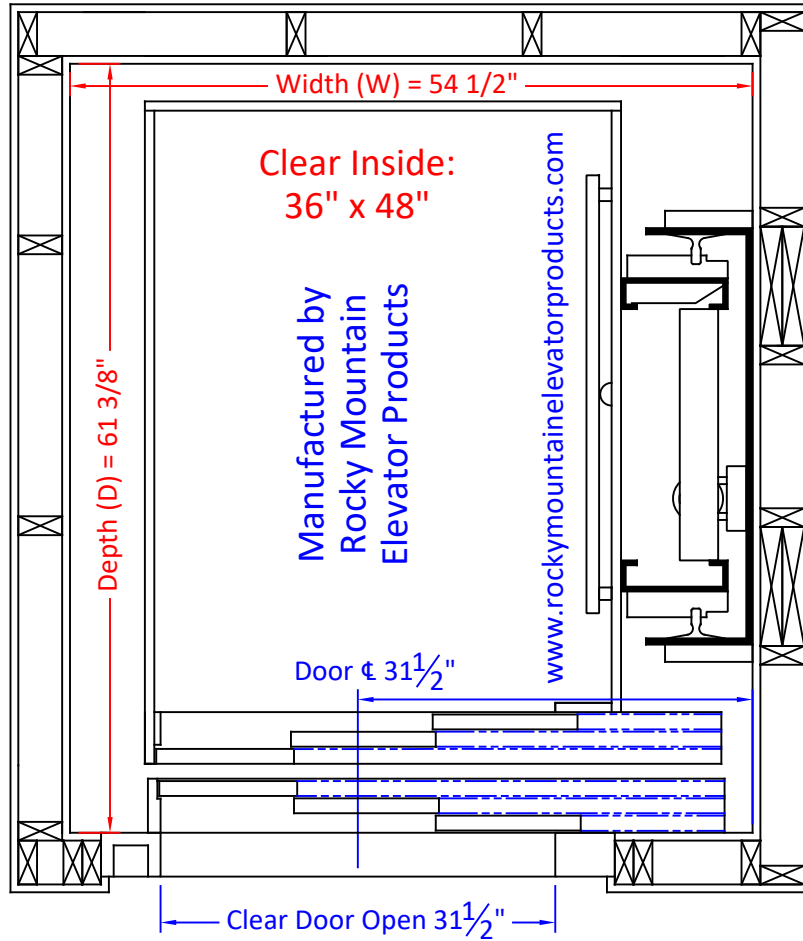 Width (W) = 54 1/2"
Clear Inside:
36" x 48"
www.rockymountainelevatorproducts.com
Depth (D) = 61 3/8"
Manufactured by
Rocky Mountain
Elevator Products
Door ℄ 31½"
Clear Door Open 31½"